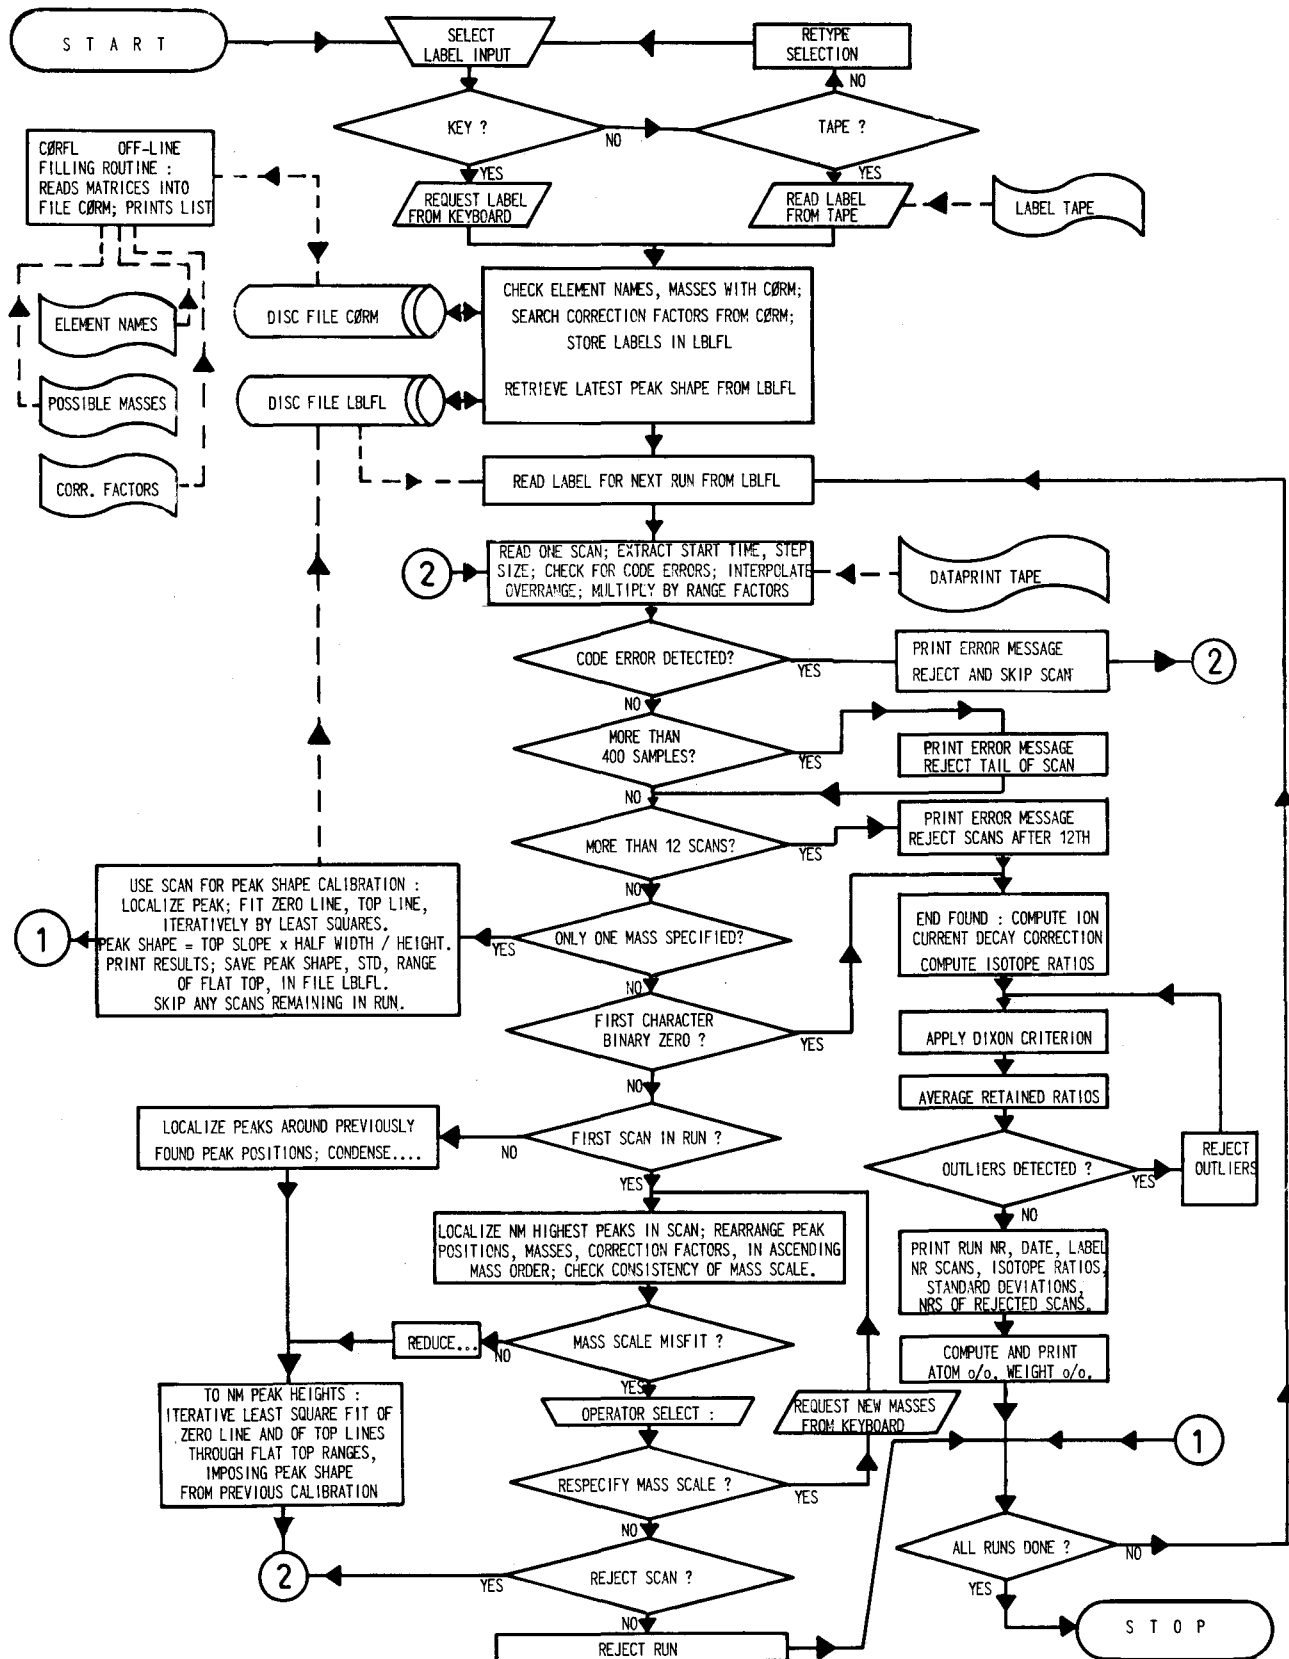 START
SELECT
LABEL INPUT
RETYPE
SELECTION
NO
KEY ?
NO
TAPE ?
YES
YES
CØRFL OFF-LINE
FILLING ROUTINE :
READS MATRICES INTO
FILE CØRM; PRINTS LIST
REQUEST LABEL
FROM KEYBOARD
READ LABEL
FROM TAPE
LABEL TAPE
ELEMENT NAMES
POSSIBLE MASSES
CORR. FACTORS
DISC FILE CØRM
DISC FILE LBLFL
CHECK ELEMENT NAMES, MASSES WITH CØRM;
SEARCH CORRECTION FACTORS FROM CØRM;
STORE LABELS IN LBLFL
RETRIEVE LATEST PEAK SHAPE FROM LBLFL
READ LABEL FOR NEXT RUN FROM LBLFL
2
READ ONE SCAN; EXTRACT START TIME, STEP
SIZE; CHECK FOR CODE ERRORS; INTERPOLATE
OVERRANGE; MULTIPLY BY RANGE FACTORS
DATAPRINT TAPE
CODE ERROR DETECTED?
YES
PRINT ERROR MESSAGE
REJECT AND SKIP SCAN
2
NO
MORE THAN
400 SAMPLES?
YES
PRINT ERROR MESSAGE
REJECT TAIL OF SCAN
NO
MORE THAN 12 SCANS?
YES
PRINT ERROR MESSAGE
REJECT SCANS AFTER 12TH
NO
1
USE SCAN FOR PEAK SHAPE CALIBRATION :
LOCALIZE PEAK; FIT ZERO LINE, TOP LINE,
ITERATIVELY BY LEAST SQUARES.
PEAK SHAPE = TOP SLOPE x HALF WIDTH / HEIGHT.
PRINT RESULTS; SAVE PEAK SHAPE, STD, RANGE
OF FLAT TOP, IN FILE LBLFL.
SKIP ANY SCANS REMAINING IN RUN.
YES
ONLY ONE MASS SPECIFIED?
NO
END FOUND : COMPUTE ION
CURRENT DECAY CORRECTION
COMPUTE ISOTOPE RATIOS
FIRST CHARACTER
BINARY ZERO ?
YES
NO
APPLY DIXON CRITERION
AVERAGE RETAINED RATIOS
LOCALIZE PEAKS AROUND PREVIOUSLY
FOUND PEAK POSITIONS; CONDENSE....
NO
FIRST SCAN IN RUN ?
YES
OUTLIERS DETECTED ?
YES
REJECT
OUTLIERS
NO
LOCALIZE NM HIGHEST PEAKS IN SCAN; REARRANGE PEAK
POSITIONS, MASSES, CORRECTION FACTORS, IN ASCENDING
MASS ORDER; CHECK CONSISTENCY OF MASS SCALE.
PRINT RUN NR, DATE, LABEL
NR SCANS, ISOTOPE RATIOS,
STANDARD DEVIATIONS,
NRS OF REJECTED SCANS.
REDUCE...
NO
MASS SCALE MISFIT ?
YES
COMPUTE AND PRINT
ATOM o/o, WEIGHT o/o.
TO NM PEAK HEIGHTS :
ITERATIVE LEAST SQUARE FIT OF
ZERO LINE AND OF TOP LINES
THROUGH FLAT TOP RANGES,
IMPOSING PEAK SHAPE
FROM PREVIOUS CALIBRATION
OPERATOR SELECT :
REQUEST NEW MASSES
FROM KEYBOARD
1
RESPECIFY MASS SCALE ?
YES
NO
2
YES
REJECT SCAN ?
NO
REJECT RUN
ALL RUNS DONE ?
NO
YES
STOP